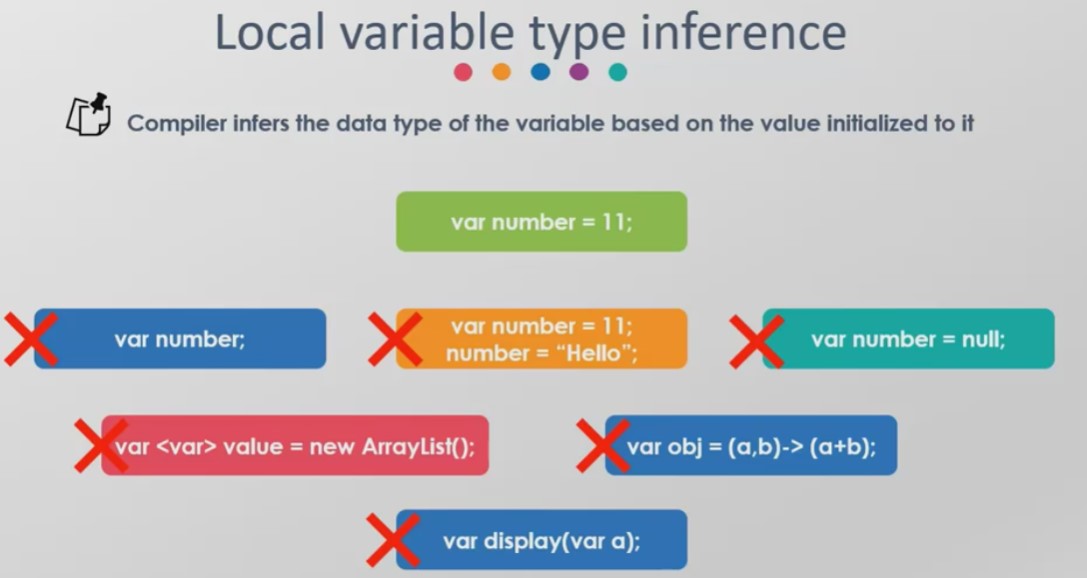 Local variable type inference
Compiler infers the data type of the variable based on the value initialized to it
var number = 11;
var number;
var number = 11;
number = “Hello”;
var number = null;
var <var> value = new ArrayList();
var obj = (a,b)-> (a+b);
var display(var a);